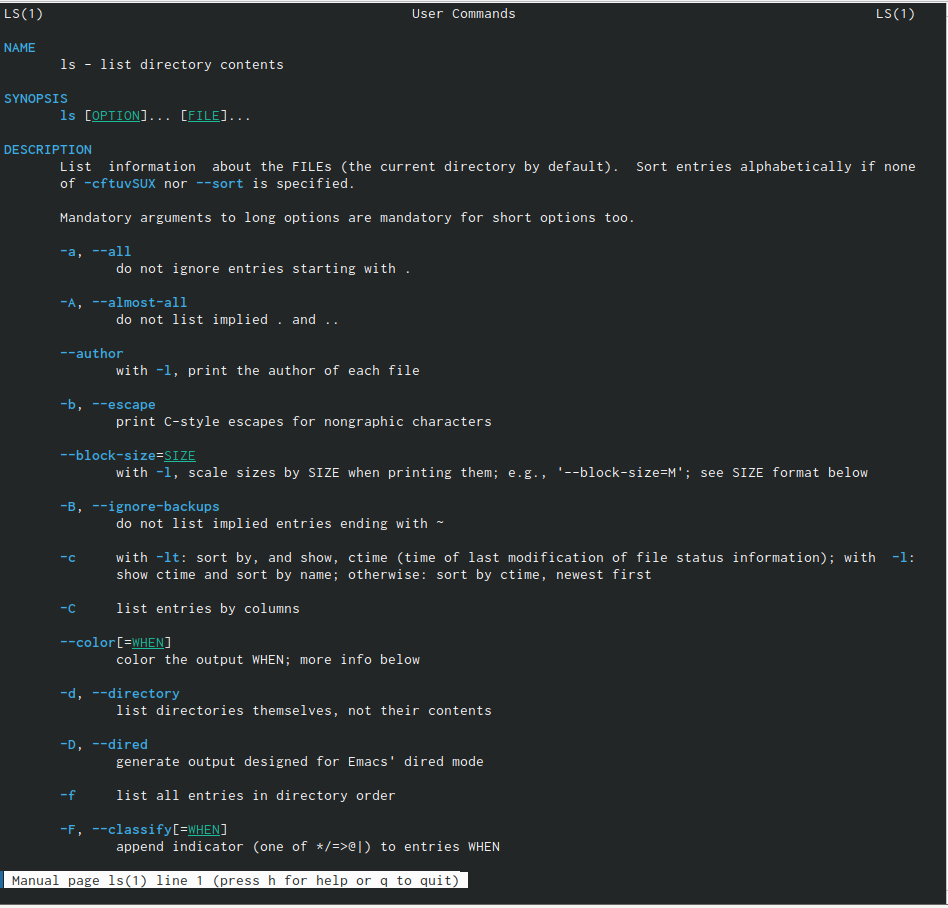 LS(1) User Commands LS(1)
NAME
ls - list directory contents
SYNOPSIS
ls [OPTION]... [FILE]...
DESCRIPTION
List information about the FILEs (the current directory by default). Sort entries alphabetically if none
of -cftuvSUX nor --sort is specified.
Mandatory arguments to long options are mandatory for short options too.
-a, --all
do not ignore entries starting with .
-A, --almost-all
do not list implied . and ..
--author
with -l, print the author of each file
-b, --escape
print C-style escapes for nongraphic characters
--block-size=SIZE
with -l, scale sizes by SIZE when printing them; e.g., '--block-size=M'; see SIZE format below
-B, --ignore-backups
do not list implied entries ending with ~
-c with -lt: sort by, and show, ctime (time of last modification of file status information); with -l:
show ctime and sort by name; otherwise: sort by ctime, newest first
-C list entries by columns
--color[=WHEN]
color the output WHEN; more info below
-d, --directory
list directories themselves, not their contents
-D, --dired
generate output designed for Emacs' dired mode
-f list all entries in directory order
-F, --classify[=WHEN]
append indicator (one of */=>@|) to entries WHEN
Manual page ls(1) line 1 (press h for help or q to quit)